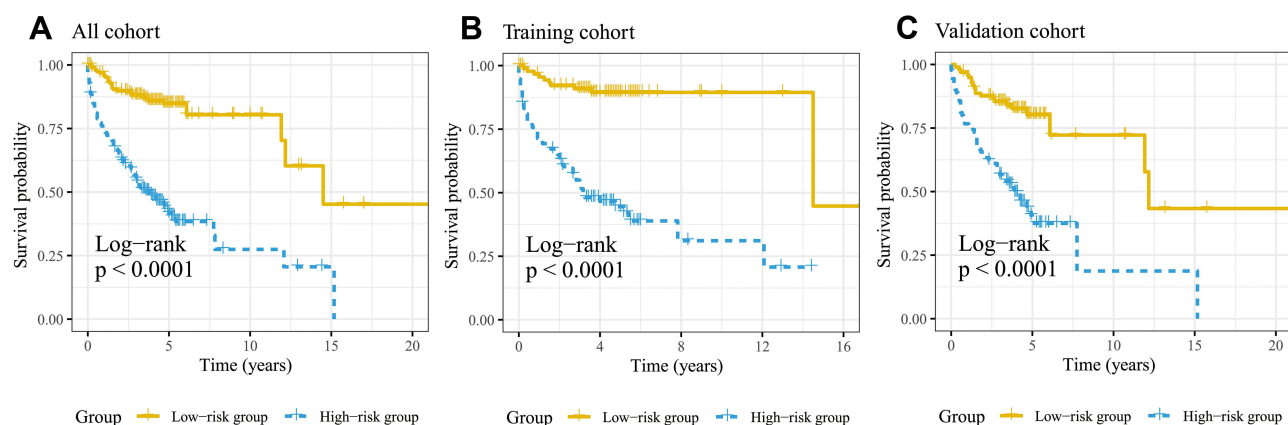 A All cohort
Survival probability
1.00
0.75
0.50
0.25
0.00
Log−rank
p < 0.0001
0 5 10 15 20
Time (years)
Group Low−risk group High−risk group
B Training cohort
Survival probability
1.00
0.75
0.50
0.25
0.00
Log−rank
p < 0.0001
0 4 8 12 16
Time (years)
Group Low−risk group High−risk group
C Validation cohort
Survival probability
1.00
0.75
0.50
0.25
0.00
Log−rank
p < 0.0001
0 5 10 15 20
Time (years)
Group Low−risk group High−risk group